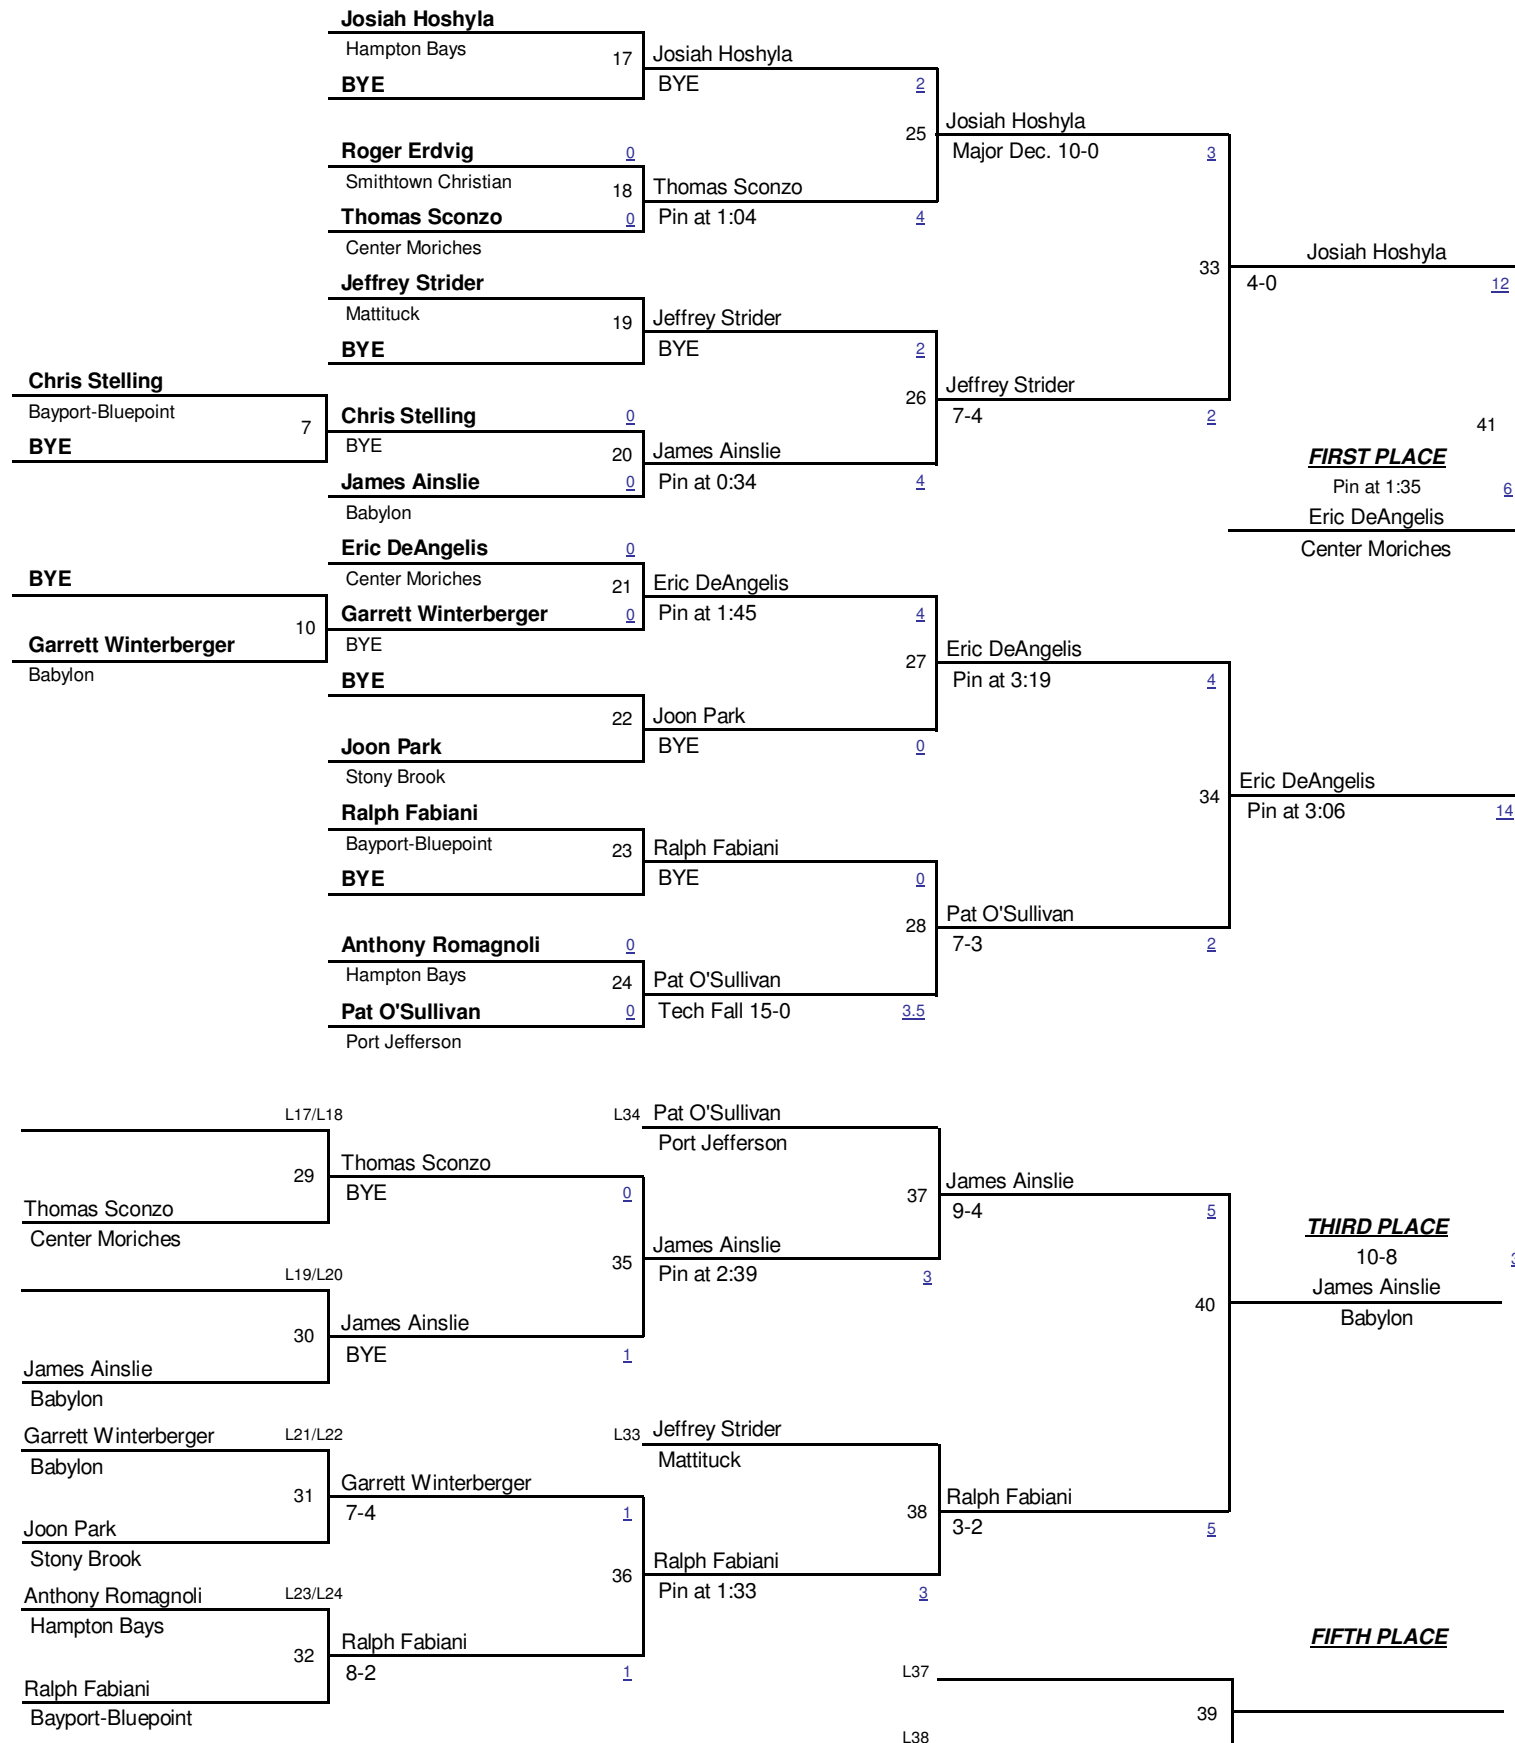 Josiah Hoshyla
Hampton Bays
17
BYE
Josiah Hoshyla
BYE 2
25
Josiah Hoshyla
Major Dec. 10-0 3
Roger Erdvig 0
Smithtown Christian
18
Thomas Sconzo 0
Center Moriches
Thomas Sconzo
Pin at 1:04 4
33
Josiah Hoshyla
4-0 12
Jeffrey Strider
Mattituck
19
BYE
Jeffrey Strider
BYE 2
26
Jeffrey Strider
7-4 2
Chris Stelling
Bayport-Bluepoint
7
BYE
Chris Stelling 0
BYE
20
James Ainslie 0
Babylon
James Ainslie
Pin at 0:34 4
41
FIRST PLACE
Pin at 1:35 6
Eric DeAngelis
Center Moriches
Eric DeAngelis 0
Center Moriches
21
BYE
10
Garrett Winterberger
Babylon
Garrett Winterberger 0
BYE
Eric DeAngelis
Pin at 1:45 4
27
Eric DeAngelis
Pin at 3:19 4
BYE
22
Joon Park
Stony Brook
Joon Park
BYE 0
34
Eric DeAngelis
Pin at 3:06 14
Ralph Fabiani
Bayport-Bluepoint
23
BYE
Ralph Fabiani
BYE 0
28
Pat O'Sullivan
7-3 2
Anthony Romagnoli 0
Hampton Bays
24
Pat O'Sullivan 0
Port Jefferson
Pat O'Sullivan
Tech Fall 15-0 3.5
L17/L18
29
Thomas Sconzo
Center Moriches
Thomas Sconzo
BYE 0
L34 Pat O'Sullivan
Port Jefferson
37
James Ainslie
9-4 5
35
James Ainslie
Pin at 2:39 3
L19/L20
30
James Ainslie
Babylon
James Ainslie
BYE 1
THIRD PLACE
10-8
40
James Ainslie
Babylon
Garrett Winterberger L21/L22
Babylon
31
Joon Park
Stony Brook
Garrett Winterberger
7-4 1
L33 Jeffrey Strider
Mattituck
38
Ralph Fabiani
3-2 5
36
Ralph Fabiani
Pin at 1:33 3
Anthony Romagnoli L23/L24
Hampton Bays
32
Ralph Fabiani
Bayport-Bluepoint
Ralph Fabiani
8-2 1
FIFTH PLACE
L37
39
L38